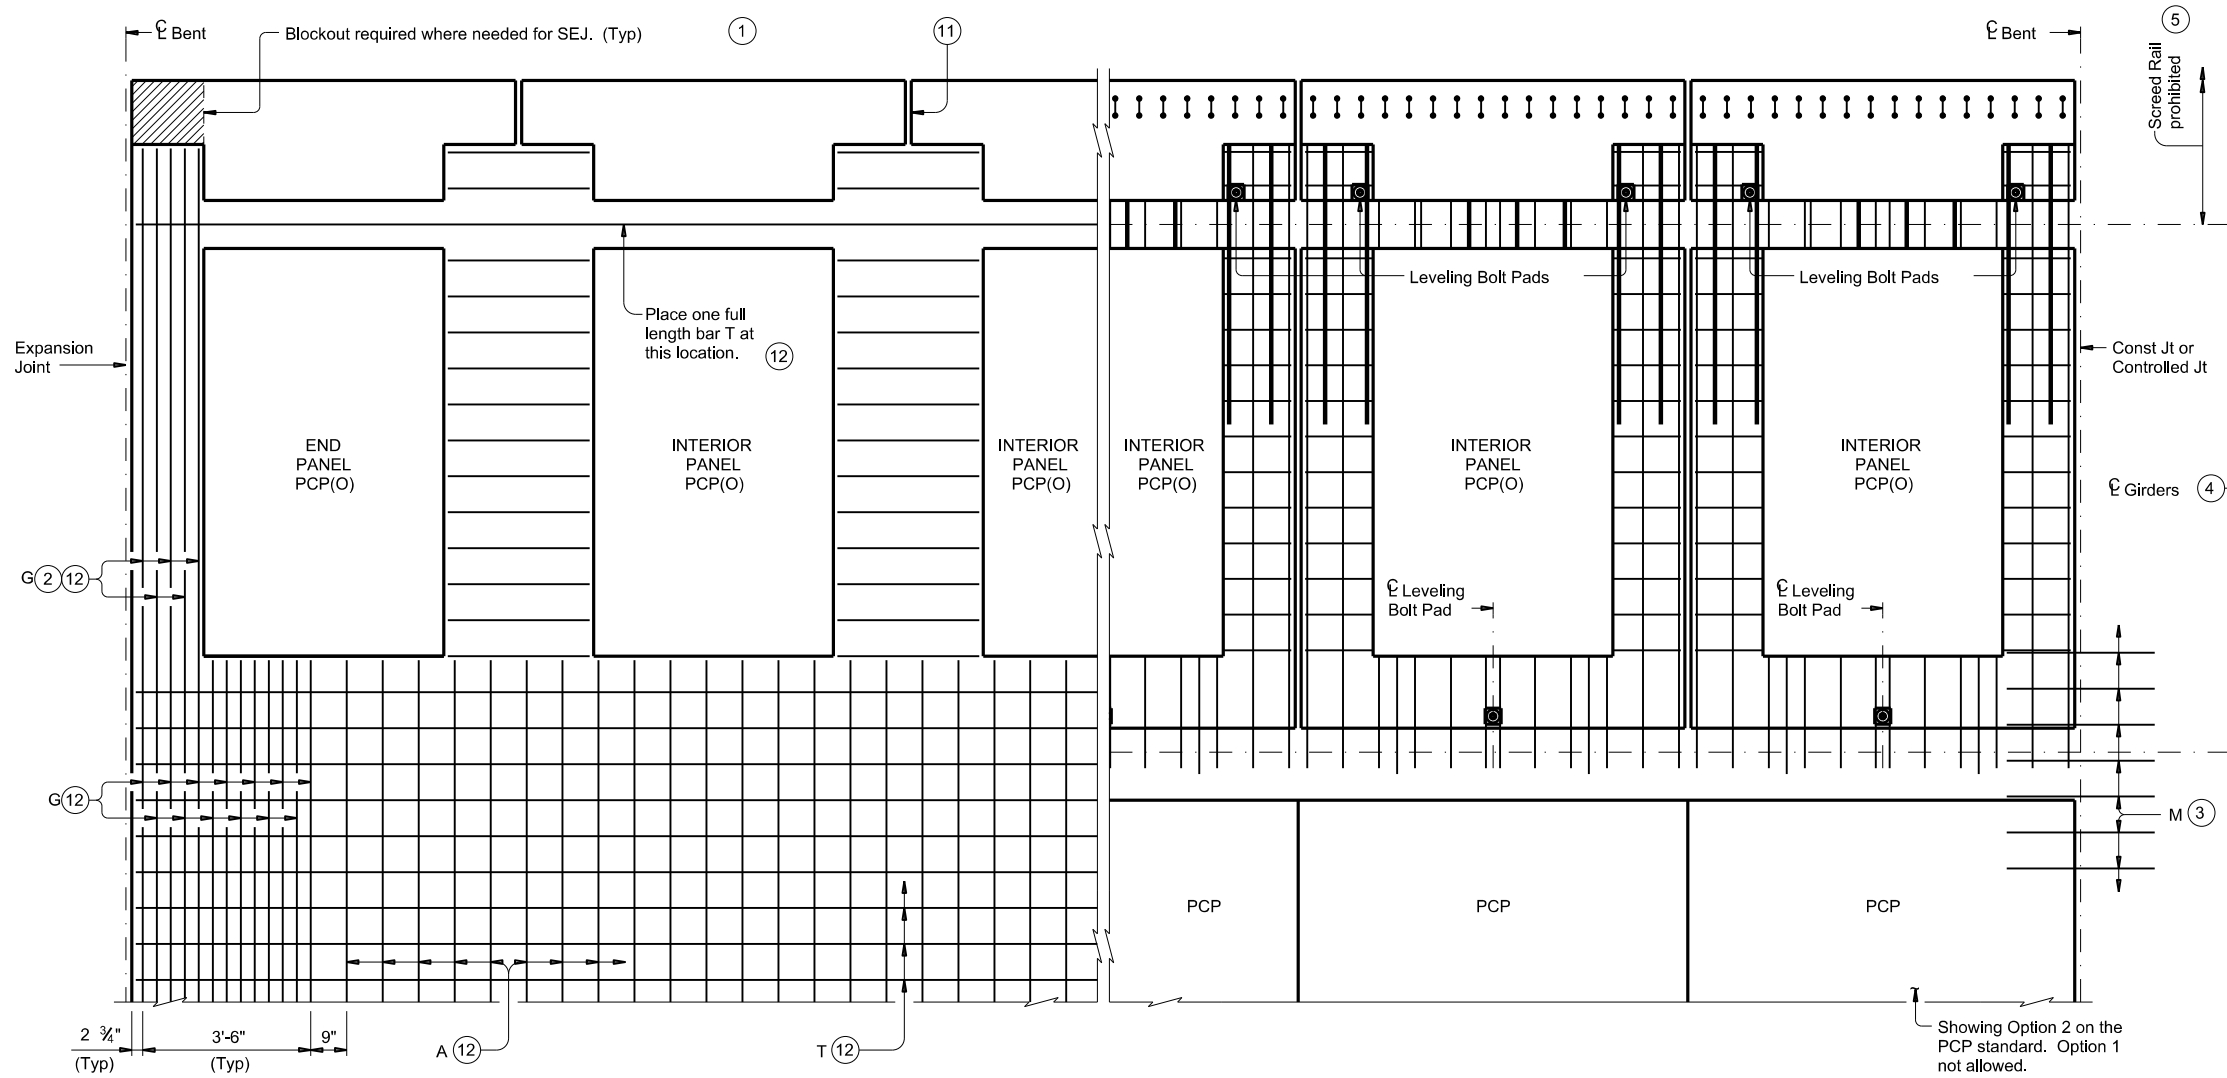 ℄ Bent
Blockout required where needed for SEJ. (Typ)
1
11
℄ Bent
5
Screed Rail
prohibited
Leveling Bolt Pads
Leveling Bolt Pads
Place one full
length bar T at
this location.
12
Expansion
Joint
Const Jt or
Controlled Jt
END
PANEL
PCP(O)
INTERIOR
PANEL
PCP(O)
INTERIOR
PANEL
PCP(O)
INTERIOR
PANEL
PCP(O)
INTERIOR
PANEL
PCP(O)
INTERIOR
PANEL
PCP(O)
℄ Girders 4
G 2 12
℄ Leveling
Bolt Pad
℄ Leveling
Bolt Pad
G 12
M 3
PCP
PCP
PCP
2 ¾"
(Typ)
3'-6"
(Typ)
9"
A 12
T 12
Showing Option 2 on the
PCP standard. Option 1
not allowed.